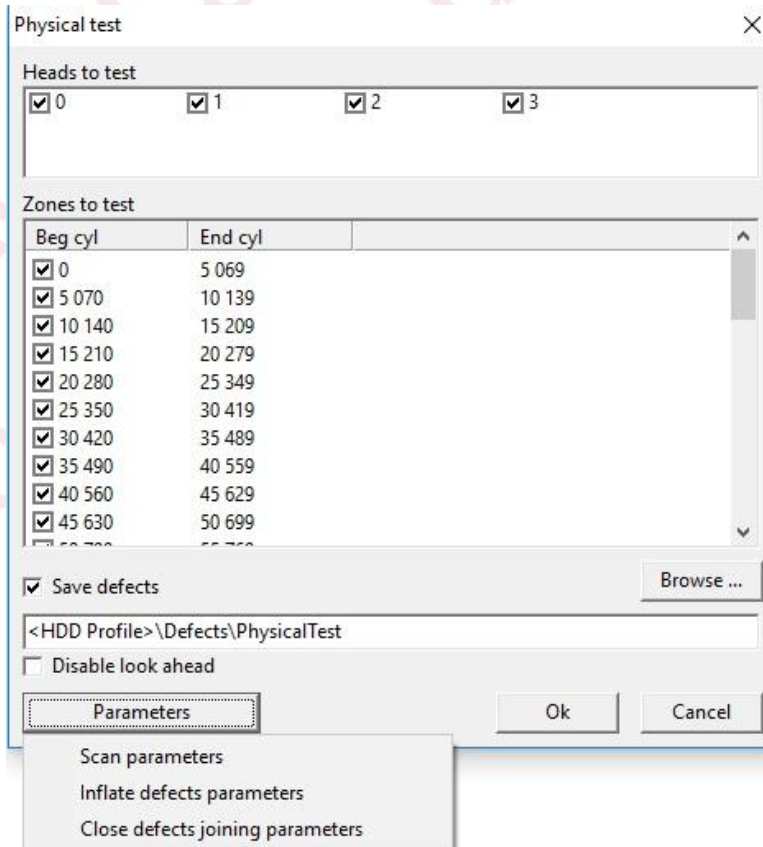 Physical test
Heads to test
0 1 2 3
Zones to test
Beg cyl End cyl
0 5 069
5 070 10 139
10 140 15 209
15 210 20 279
20 280 25 349
25 350 30 419
30 420 35 489
35 490 40 559
40 560 45 629
45 630 50 699
Save defects Browse ...
<HDD Profile>\Defects\PhysicalTest
Disable look ahead
Parameters Ok Cancel
Scan parameters
Inflate defects parameters
Close defects joining parameters